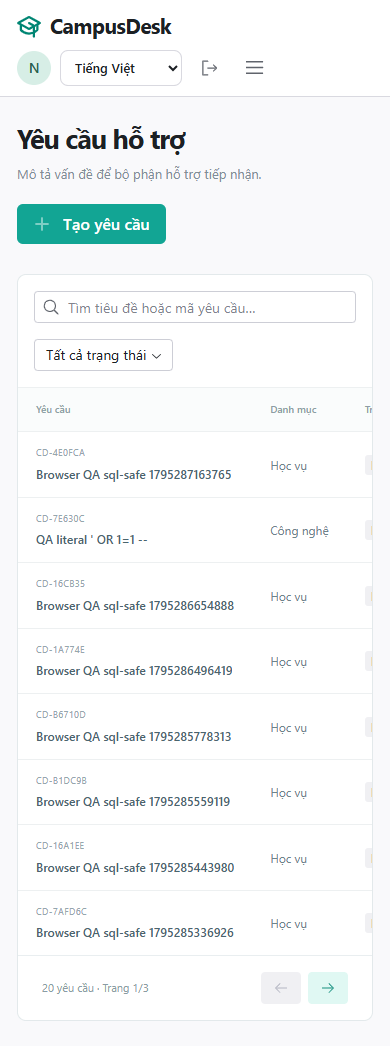 CampusDesk
N
Tiếng Việt
Yêu cầu hỗ trợ
Mô tả vấn đề để bộ phận hỗ trợ tiếp nhận.
Tạo yêu cầu
Tìm tiêu đề hoặc mã yêu cầu...
Tất cả trạng thái
Yêu cầu Danh mục
CD-4E0FCA
Browser QA sql-safe 1795287163765 Học vụ
CD-7E630C
QA literal ' OR 1=1 -- Công nghệ
CD-16CB35
Browser QA sql-safe 1795286654888 Học vụ
CD-1A774E
Browser QA sql-safe 1795286496419 Học vụ
CD-B6710D
Browser QA sql-safe 1795285778313 Học vụ
CD-B1DC9B
Browser QA sql-safe 1795285559119 Học vụ
CD-16A1EE
Browser QA sql-safe 1795285443980 Học vụ
CD-7AFD6C
Browser QA sql-safe 1795285336926 Học vụ
20 yêu cầu · Trang 1/3